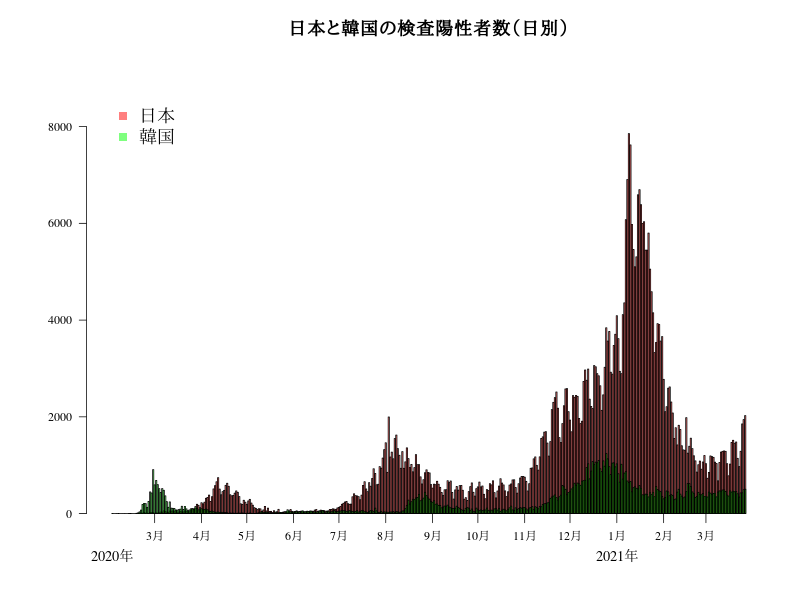 日本と韓国の検査陽性者数(日別)
日本
韓国
8000
6000
4000
2000
0
3月 4月 5月 6月 7月 8月 9月 10月 11月 12月 1月 2月 3月
2020年 2021年